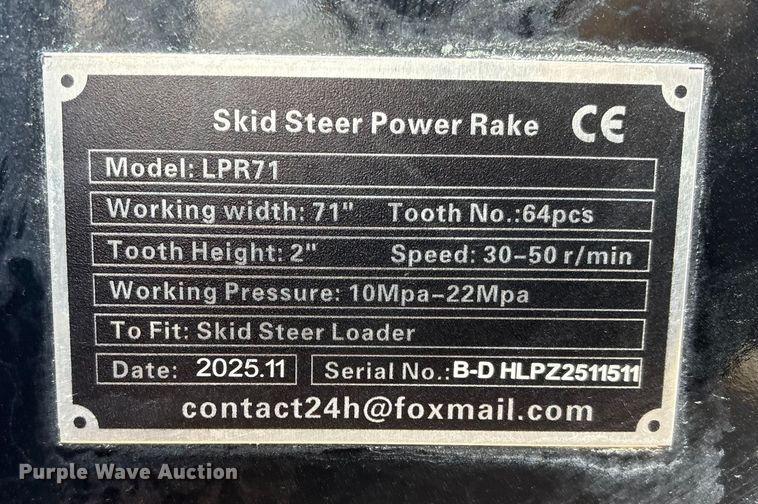 Skid Steer Power Rake CE
Model: LPR71
Working width: 71" Tooth No.:64pcs
Tooth Height: 2" Speed: 30-50 r/min
Working Pressure: 10Mpa-22Mpa
To Fit: Skid Steer Loader
Date: 2025.11 Serial No.: B-D HLPZ2511511
contact24h@foxmail.com
Purple Wave Auction